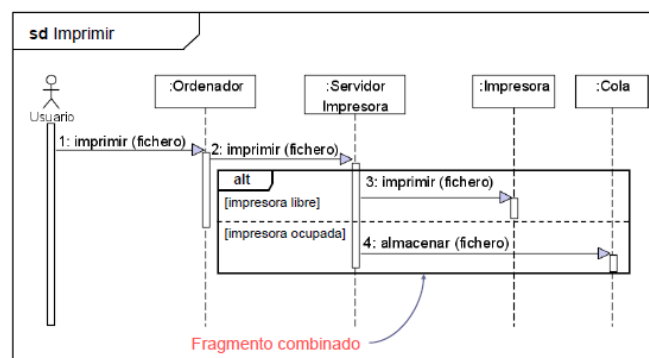 sd Imprimir
:Ordenador
:Servidor
Impresora
:Impresora
:Cola
Usuario
1: imprimir (fichero)
2: imprimir (fichero)
alt
3: imprimir (fichero)
[impresora libre]
[impresora ocupada]
4: almacenar (fichero)
Fragmento combinado